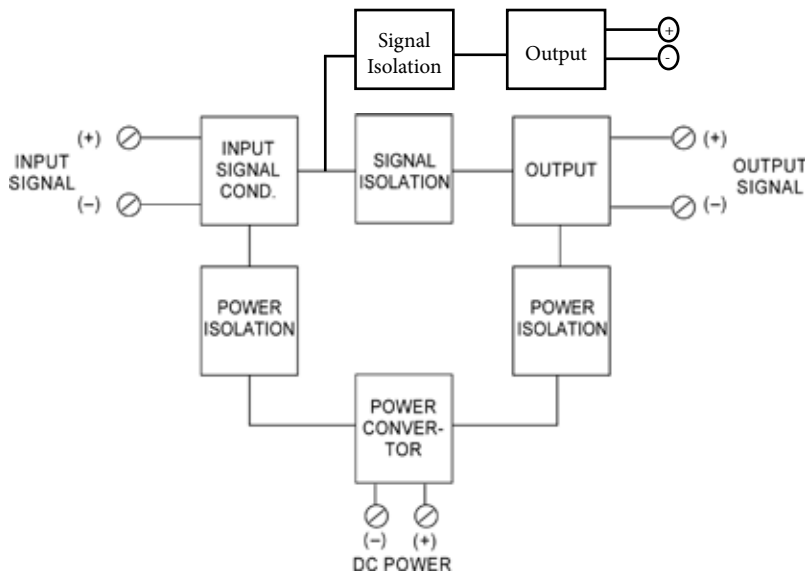 Signal
Isolation
Output
+
-
INPUT
SIGNAL
(+)
(−)
INPUT
SIGNAL
COND.
SIGNAL
ISOLATION
OUTPUT
(+)
(−)
OUTPUT
SIGNAL
POWER
ISOLATION
POWER
ISOLATION
POWER
CONVER-
TOR
(−)
(+)
DC POWER